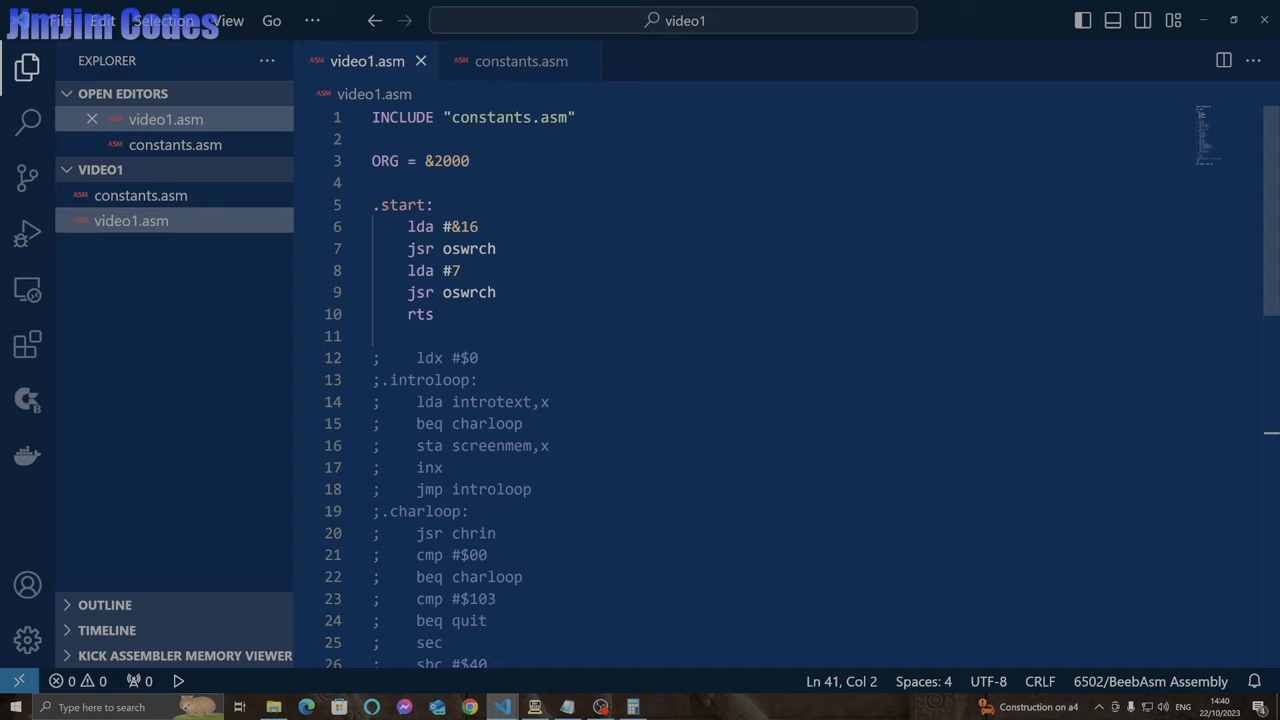 JimJim Codes
File Edit Selection View Go ··· video1
EXPLORER ···
OPEN EDITORS
video1.asm
constants.asm
VIDEO1
constants.asm
video1.asm
OUTLINE
TIMELINE
KICK ASSEMBLER MEMORY VIEWER
video1.asm constants.asm
video1.asm
1 INCLUDE "constants.asm"
2
3 ORG = &2000
4
5 .start:
6 lda #&16
7 jsr oswrch
8 lda #7
9 jsr oswrch
10 rts
11
12 ; ldx #$0
13 ;.introloop:
14 ; lda introtext,x
15 ; beq charloop
16 ; sta screenmem,x
17 ; inx
18 ; jmp introloop
19 ;.charloop:
20 ; jsr chrin
21 ; cmp #$00
22 ; beq charloop
23 ; cmp #$103
24 ; beq quit
25 ; sec
26 ; sbc #$40
0 0 0 Ln 41, Col 2 Spaces: 4 UTF-8 CRLF 6502/BeebAsm Assembly
Type here to search Construction on a4 ENG 14:40
22/10/2023